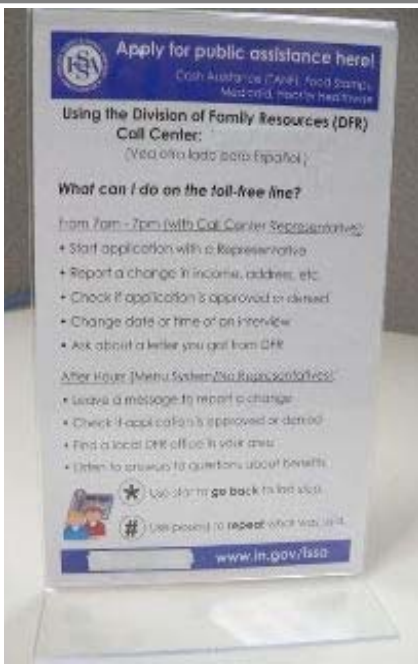 FSSA
Apply for public assistance here!
Cash Assistance (TANF), Food Stamps,
Medicaid, Hoosier Healthwise
Using the Division of Family Resources (DFR)
Call Center:
(Vea otro lado para Español.)
What can I do on the toll-free line?
From 7am - 7pm (with Call Center Representative):
• Start application with a Representative
• Report a change in income, address, etc.
• Check if application is approved or denied
• Change date or time of an interview
• Ask about a letter you got from DFR
After Hours (Menu System/No Representatives):
• Leave a message to report a change
• Check if application is approved or denied
• Find a local DFR office in your area
• Listen to answers to questions about benefits
* Use star to go back to last step.
# Use pound to repeat what was said.
www.in.gov/fssa